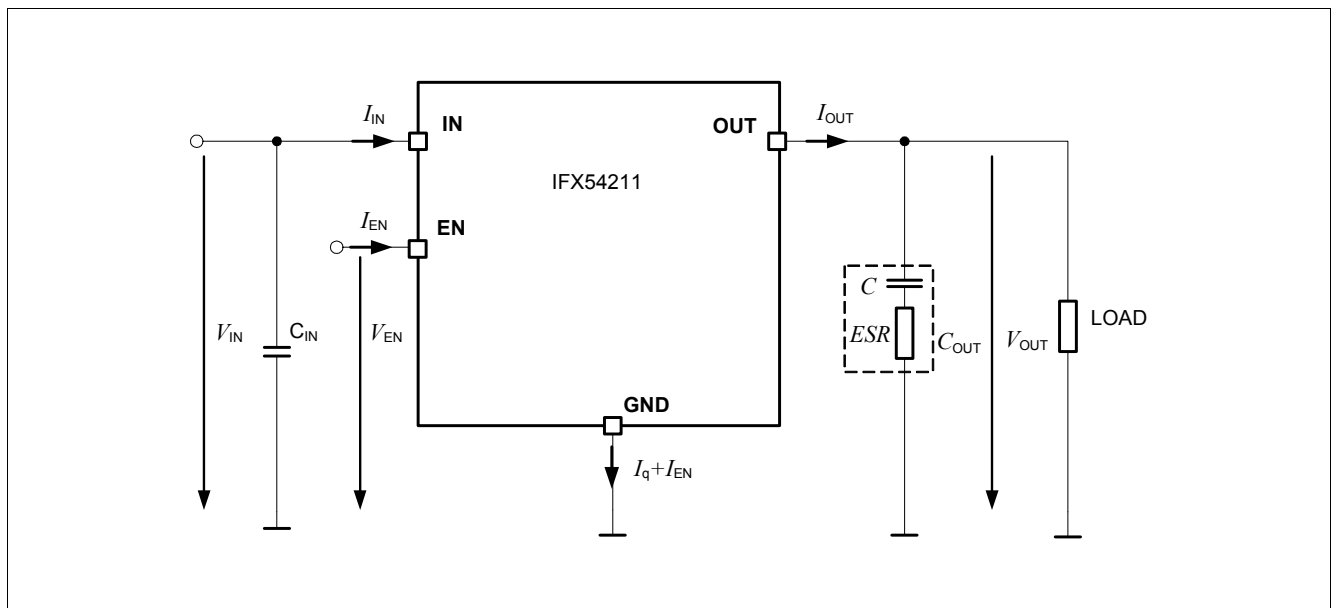 I_IN
IN
OUT
I_OUT
IFX54211
I_EN
EN
V_IN
C_IN
V_EN
C
ESR
C_OUT
V_OUT
LOAD
GND
I_q+I_EN